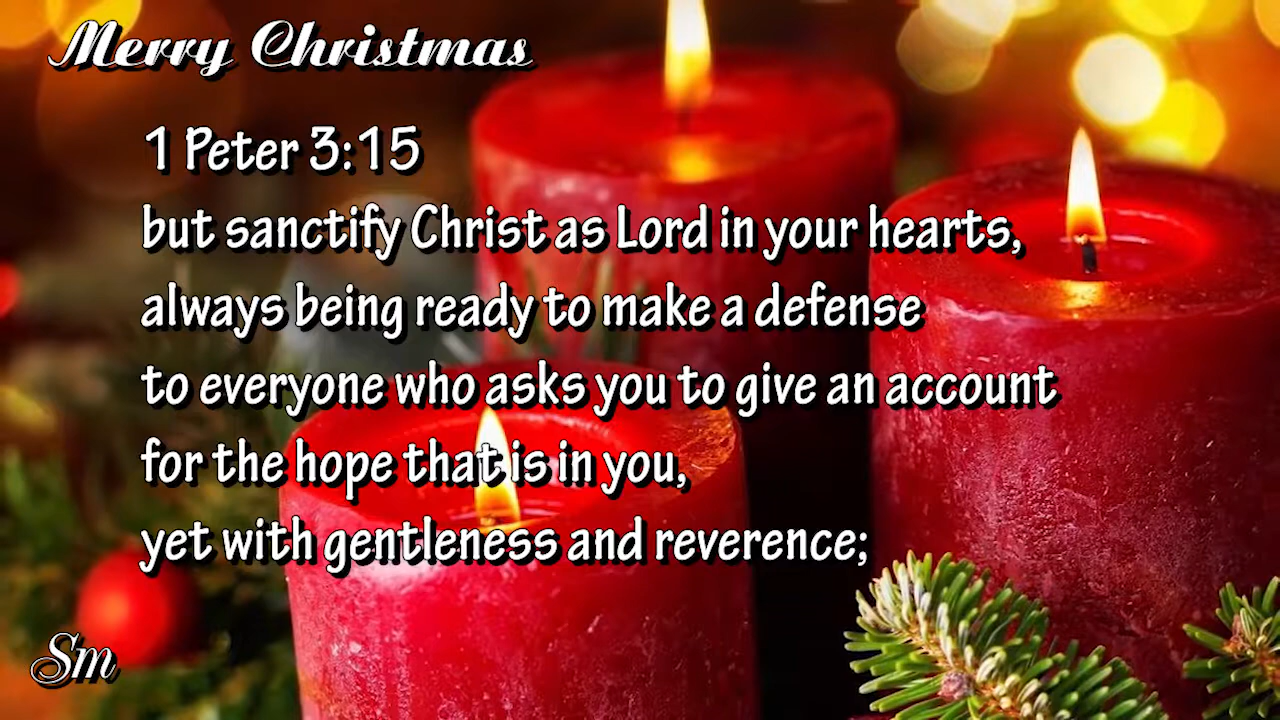 Merry Christmas
1 Peter 3:15
but sanctify Christ as Lord in your hearts,
always being ready to make a defense
to everyone who asks you to give an account
for the hope that is in you,
yet with gentleness and reverence;
Sm